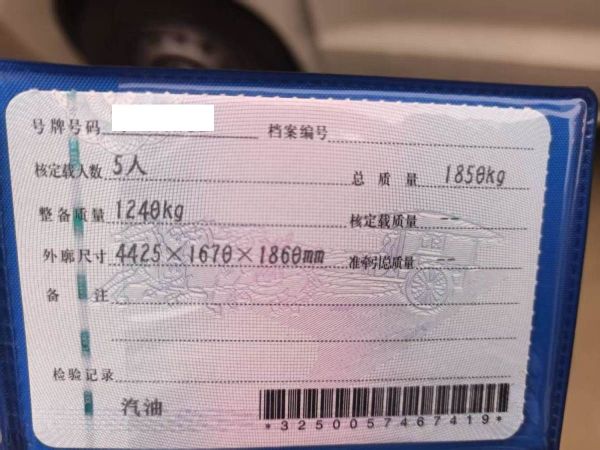 号牌号码 档案编号
核定载人数 5人 总质量 1850kg
整备质量 1240kg 核定载质量 --
外廓尺寸 4425×1670×1860mm 准牵引总质量 --
备注
检验记录
汽油
*3250057467419*